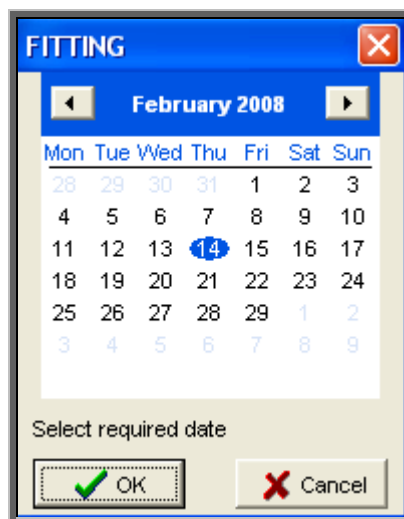 FITTING
February 2008
Mon Tue Wed Thu Fri Sat Sun
28 29 30 31 1 2 3
4 5 6 7 8 9 10
11 12 13 14 15 16 17
18 19 20 21 22 23 24
25 26 27 28 29 1 2
3 4 5 6 7 8 9
Select required date
OK Cancel